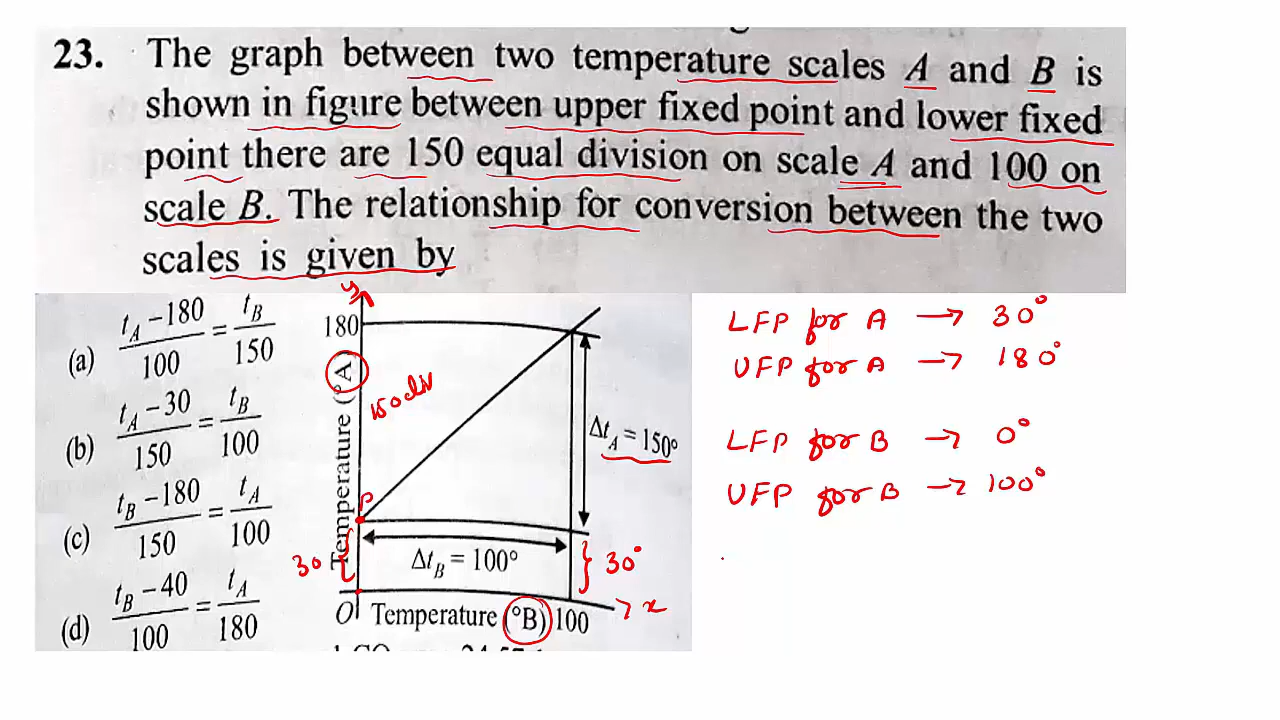 23. The graph between two temperature scales A and B is
shown in figure between upper fixed point and lower fixed
point there are 150 equal division on scale A and 100 on
scale B. The relationship for conversion between the two
scales is given by
(a) (t_A − 180)/100 = t_B/150
(b) (t_A − 30)/150 = t_B/100
(c) (t_B − 180)/150 = t_A/100
(d) (t_B − 40)/100 = t_A/180
y
180
Temperature (°A)
150 div
Δt_A = 150°
P
30
Δt_B = 100°
30°
O
Temperature (°B)
100
x
LFP for A → 30°
UFP for A → 180°
LFP for B → 0°
UFP for B → 100°